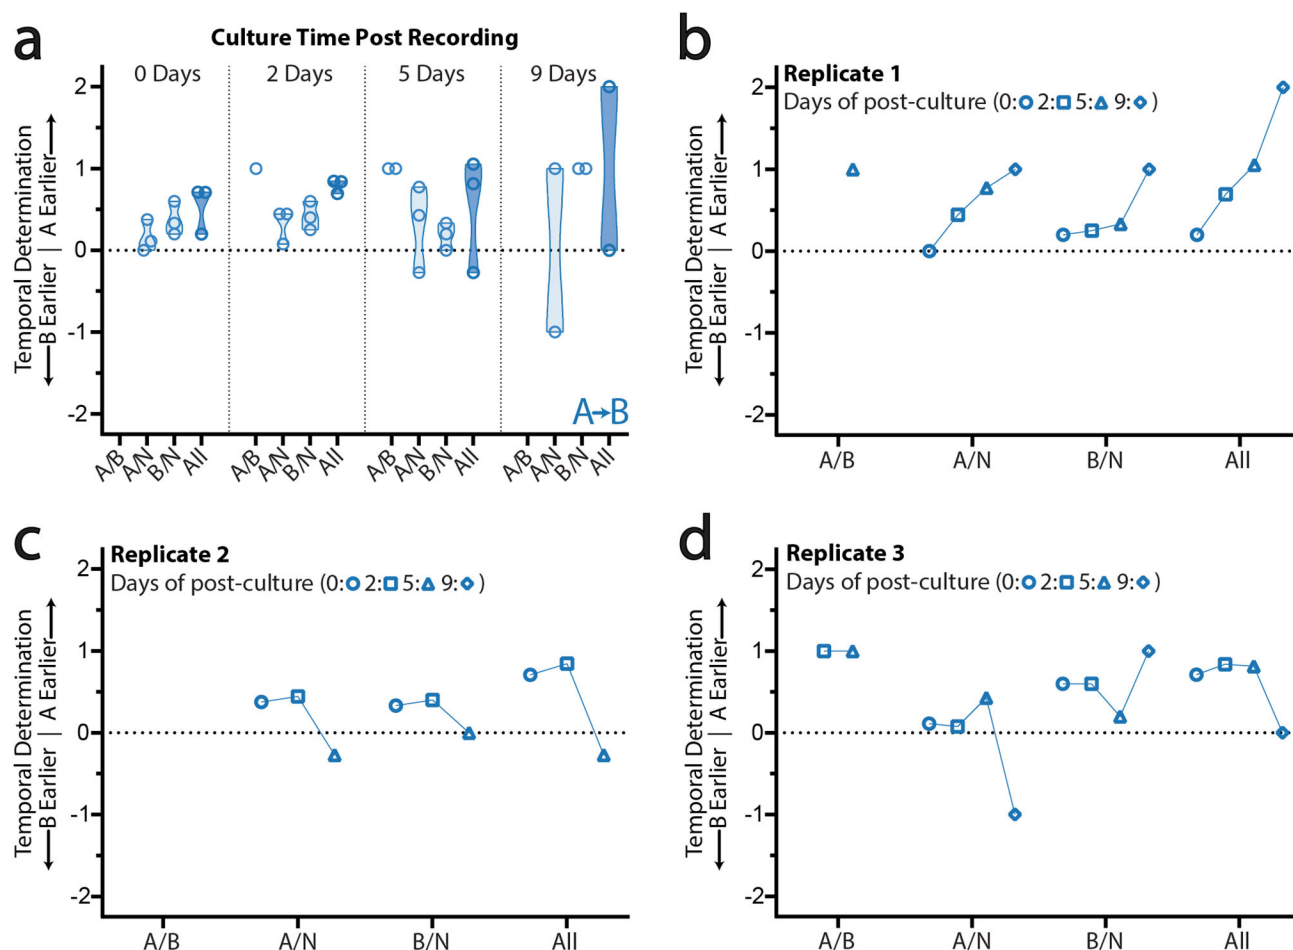 a
Culture Time Post Recording
0 Days 2 Days 5 Days 9 Days
Temporal Determination
B Earlier | A Earlier
2
1
0
-1
-2
A→B
A/B A/N B/N All A/B A/N B/N All A/B A/N B/N All A/B A/N B/N All
b
Replicate 1
Days of post-culture (0: 2: 5: 9: )
Temporal Determination
B Earlier | A Earlier
2
1
0
-1
-2
A/B A/N B/N All
c
Replicate 2
Days of post-culture (0: 2: 5: 9: )
Temporal Determination
B Earlier | A Earlier
2
1
0
-1
-2
A/B A/N B/N All
d
Replicate 3
Days of post-culture (0: 2: 5: 9: )
Temporal Determination
B Earlier | A Earlier
2
1
0
-1
-2
A/B A/N B/N All